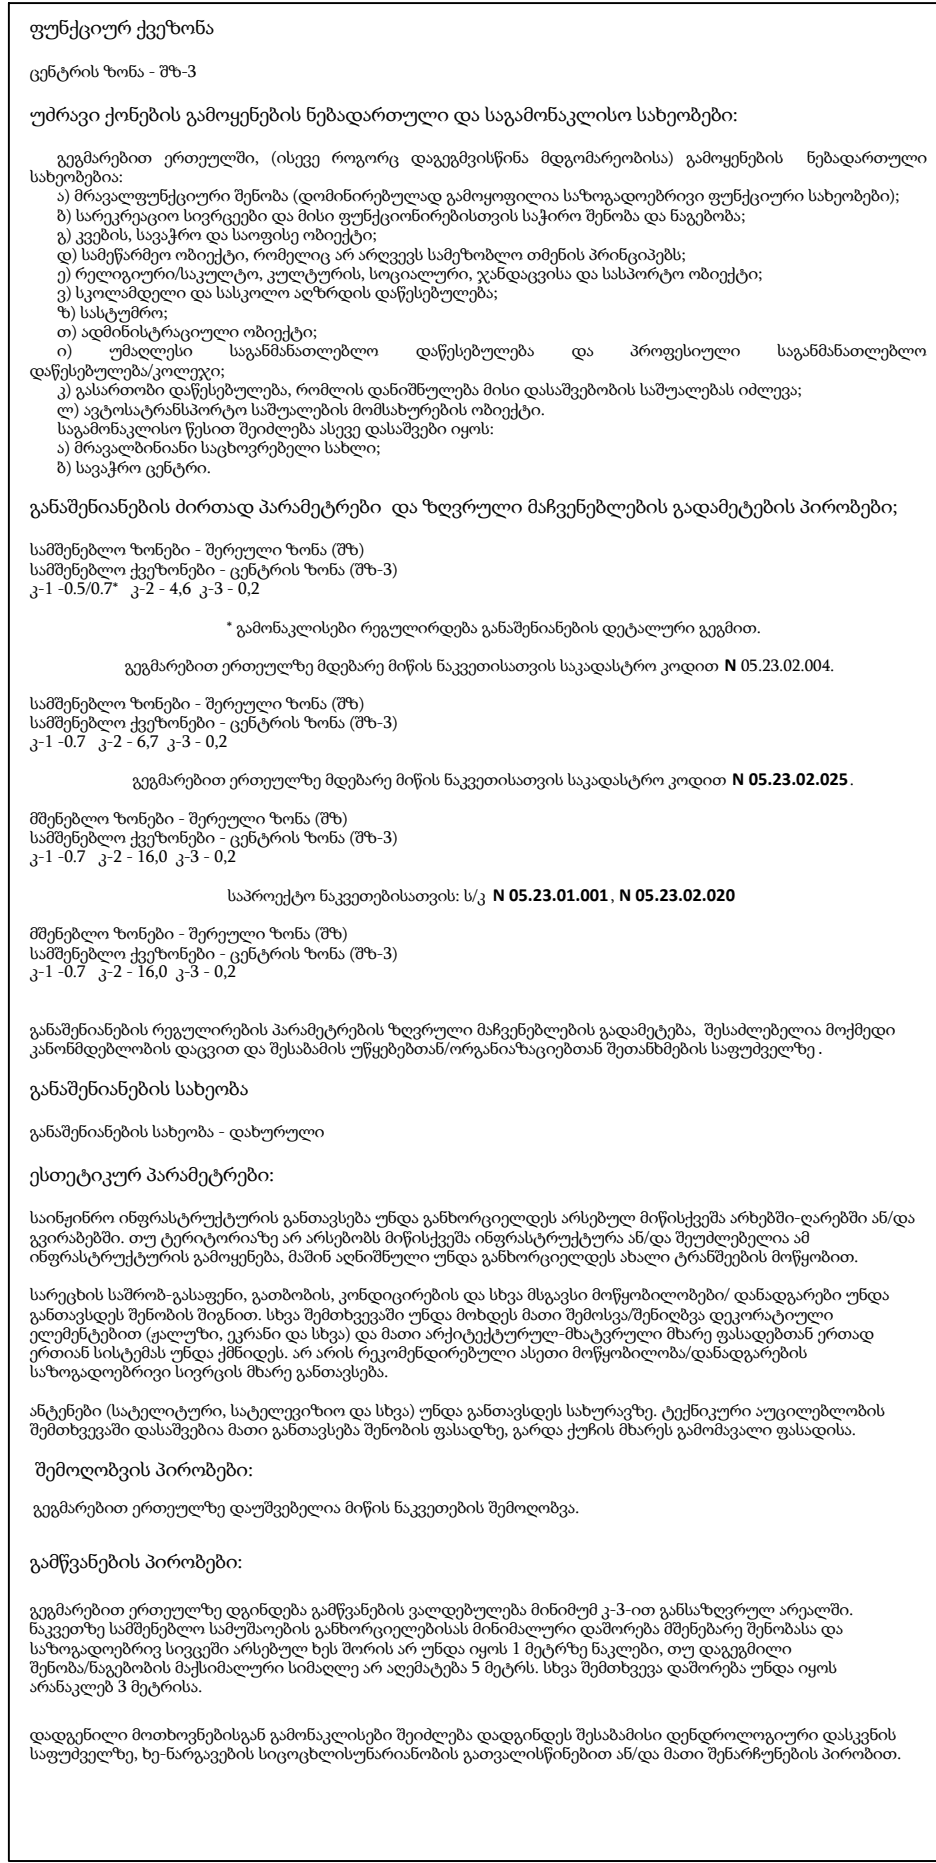 ფუნქციურ ქვეზონა
ცენტრის ზონა - შზ-3
უძრავი ქონების გამოყენების ნებადართული და საგამონაკლისო სახეობები:
გეგმარებით ერთეულში, (ისევე როგორც დაგეგმვისწინა მდგომარეობისა) გამოყენების ნებადართული
სახეობებია:
ა) მრავალფუნქციური შენობა (დომინირებულად გამოყოფილია საზოგადოებრივი ფუნქციური სახეობები);
ბ) სარეკრეაციო სივრცეები და მისი ფუნქციონირებისთვის საჭირო შენობა და ნაგებობა;
გ) კვების, სავაჭრო და საოფისე ობიექტი;
დ) სამეწარმეო ობიექტი, რომელიც არ არღვევს სამეზობლო თმენის პრინციპებს;
ე) რელიგიური/საკულტო, კულტურის, სოციალური, ჯანდაცვისა და სასპორტო ობიექტი;
ვ) სკოლამდელი და სასკოლო აღზრდის დაწესებულება;
ზ) სასტუმრო;
თ) ადმინისტრაციული ობიექტი;
ი) უმაღლესი საგანმანათლებლო დაწესებულება და პროფესიული საგანმანათლებლო
დაწესებულება/კოლეჯი;
კ) გასართობი დაწესებულება, რომლის დანიშნულება მისი დასაშვებობის საშუალებას იძლევა;
ლ) ავტოსატრანსპორტო საშუალების მომსახურების ობიექტი.
საგამონაკლისო წესით შეიძლება ასევე დასაშვები იყოს:
ა) მრავალბინიანი საცხოვრებელი სახლი;
ბ) სავაჭრო ცენტრი.
განაშენიანების ძირთად პარამეტრები და ზღვრული მაჩვენებლების გადამეტების პირობები;
სამშენებლო ზონები - შერეული ზონა (შზ)
სამშენებლო ქვეზონები - ცენტრის ზონა (შზ-3)
კ-1 -0.5/0.7* კ-2 - 4,6 კ-3 - 0,2
* გამონაკლისები რეგულირდება განაშენიანების დეტალური გეგმით.
გეგმარებით ერთეულზე მდებარე მიწის ნაკვეთისათვის საკადასტრო კოდით N 05.23.02.004.
სამშენებლო ზონები - შერეული ზონა (შზ)
სამშენებლო ქვეზონები - ცენტრის ზონა (შზ-3)
კ-1 -0.7 კ-2 - 6,7 კ-3 - 0,2
გეგმარებით ერთეულზე მდებარე მიწის ნაკვეთისათვის საკადასტრო კოდით N 05.23.02.025.
მშენებლო ზონები - შერეული ზონა (შზ)
სამშენებლო ქვეზონები - ცენტრის ზონა (შზ-3)
კ-1 -0.7 კ-2 - 16,0 კ-3 - 0,2
საპროექტო ნაკვეთებისათვის: ს/კ N 05.23.01.001, N 05.23.02.020
მშენებლო ზონები - შერეული ზონა (შზ)
სამშენებლო ქვეზონები - ცენტრის ზონა (შზ-3)
კ-1 -0.7 კ-2 - 16,0 კ-3 - 0,2
განაშენიანების რეგულირების პარამეტრების ზღვრული მაჩვენებლების გადამეტება, შესაძლებელია მოქმედი
კანონმდებლობის დაცვით და შესაბამის უწყებებთან/ორგანიაზაციებთან შეთანხმების საფუძველზე.
განაშენიანების სახეობა
განაშენიანების სახეობა - დახურული
ესთეტიკურ პარამეტრები:
საინჟინრო ინფრასტრუქტურის განთავსება უნდა განხორციელდეს არსებულ მიწისქვეშა არხებში-ღარებში ან/და
გვირაბებში. თუ ტერიტორიაზე არ არსებობს მიწისქვეშა ინფრასტრუქტურა ან/და შეუძლებელია ამ
ინფრასტრუქტურის გამოყენება, მაშინ აღნიშნული უნდა განხორციელდეს ახალი ტრანშეების მოწყობით.
სარეცხის საშრობ-გასაფენი, გათბობის, კონდიცირების და სხვა მსგავსი მოწყობილობები/ დანადგარები უნდა
განთავსდეს შენობის შიგნით. სხვა შემთხვევაში უნდა მოხდეს მათი შემოსვა/შენიღბვა დეკორატიული
ელემენტებით (ჟალუზი, ეკრანი და სხვა) და მათი არქიტექტურულ-მხატვრული მხარე ფასადებთან ერთად
ერთიან სისტემას უნდა ქმნიდეს. არ არის რეკომენდირებული ასეთი მოწყობილობა/დანადგარების
საზოგადოებრივი სივრცის მხარე განთავსება.
ანტენები (სატელიტური, სატელევიზიო და სხვა) უნდა განთავსდეს სახურავზე. ტექნიკური აუცილებლობის
შემთხვევაში დასაშვებია მათი განთავსება შენობის ფასადზე, გარდა ქუჩის მხარეს გამომავალი ფასადისა.
შემოღობვის პირობები:
გეგმარებით ერთეულზე დაუშვებელია მიწის ნაკვეთების შემოღობვა.
გამწვანების პირობები:
გეგმარებით ერთეულზე დგინდება გამწვანების ვალდებულება მინიმუმ კ-3-ით განსაზღვრულ არეალში.
ნაკვეთზე სამშენებლო სამუშაოების განხორციელებისას მინიმალური დაშორება მშენებარე შენობასა და
საზოგადოებრივ სივცეში არსებულ ხეს შორის არ უნდა იყოს 1 მეტრზე ნაკლები, თუ დაგეგმილი
შენობა/ნაგებობის მაქსიმალური სიმაღლე არ აღემატება 5 მეტრს. სხვა შემთხვევა დაშორება უნდა იყოს
არანაკლებ 3 მეტრისა.
დადგენილი მოთხოვნებისგან გამონაკლისები შეიძლება დადგინდეს შესაბამისი დენდროლოგიური დასკვნის
საფუძველზე, ხე-ნარგავების სიცოცხლისუნარიანობის გათვალისწინებით ან/და მათი შენარჩუნების პირობით.